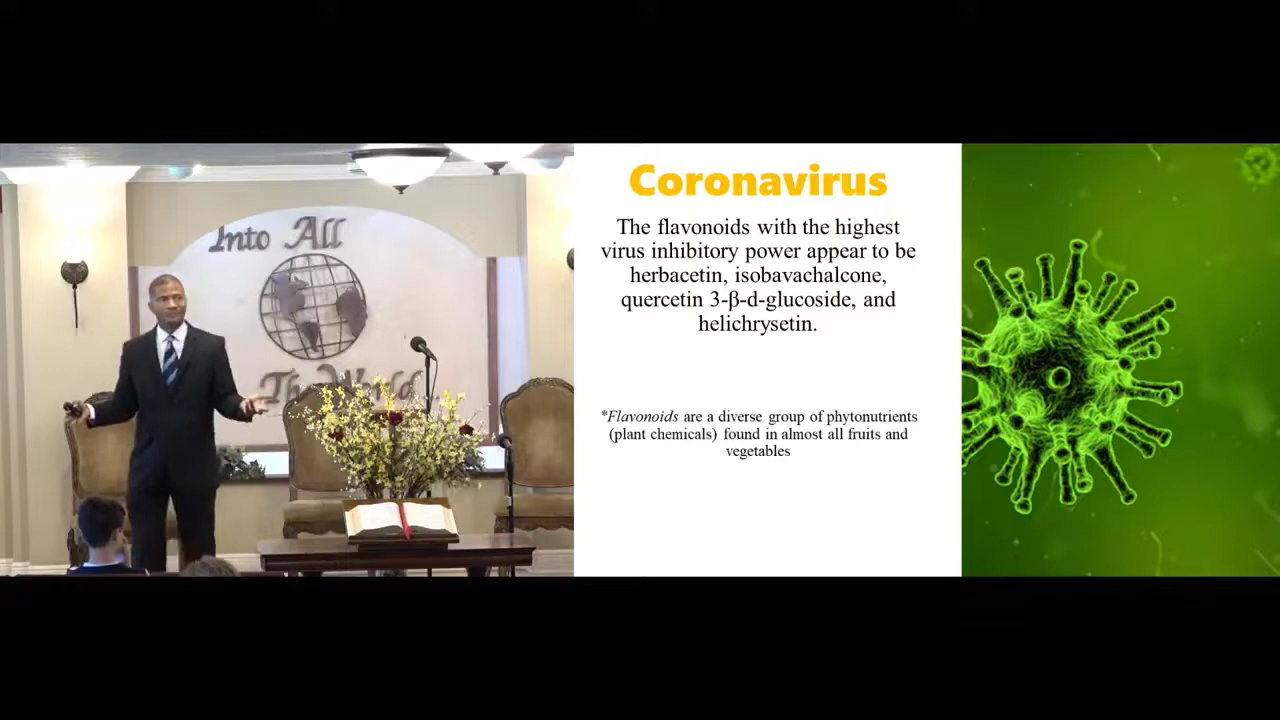 Into All
The World
Coronavirus
The flavonoids with the highest
virus inhibitory power appear to be
herbacetin, isobavachalcone,
quercetin 3-β-d-glucoside, and
helichrysetin.
*Flavonoids are a diverse group of phytonutrients
(plant chemicals) found in almost all fruits and
vegetables